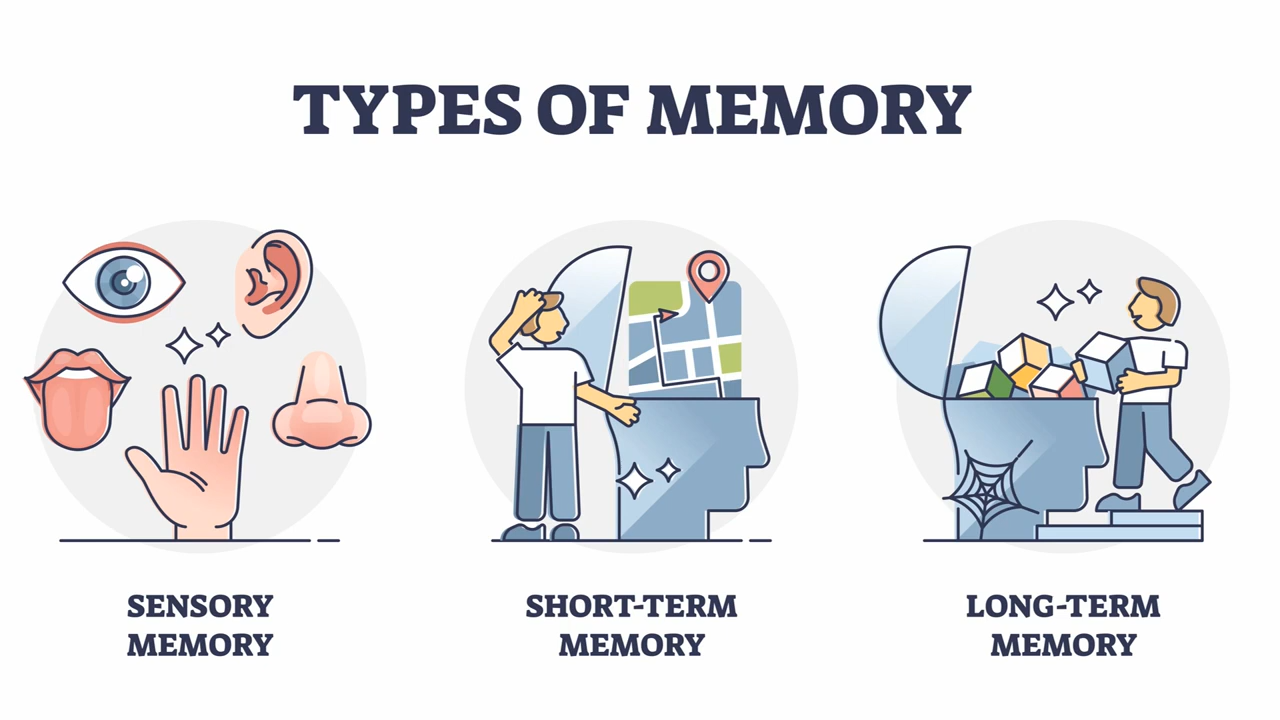 TYPES OF MEMORY
SENSORY
MEMORY
SHORT-TERM
MEMORY
LONG-TERM
MEMORY